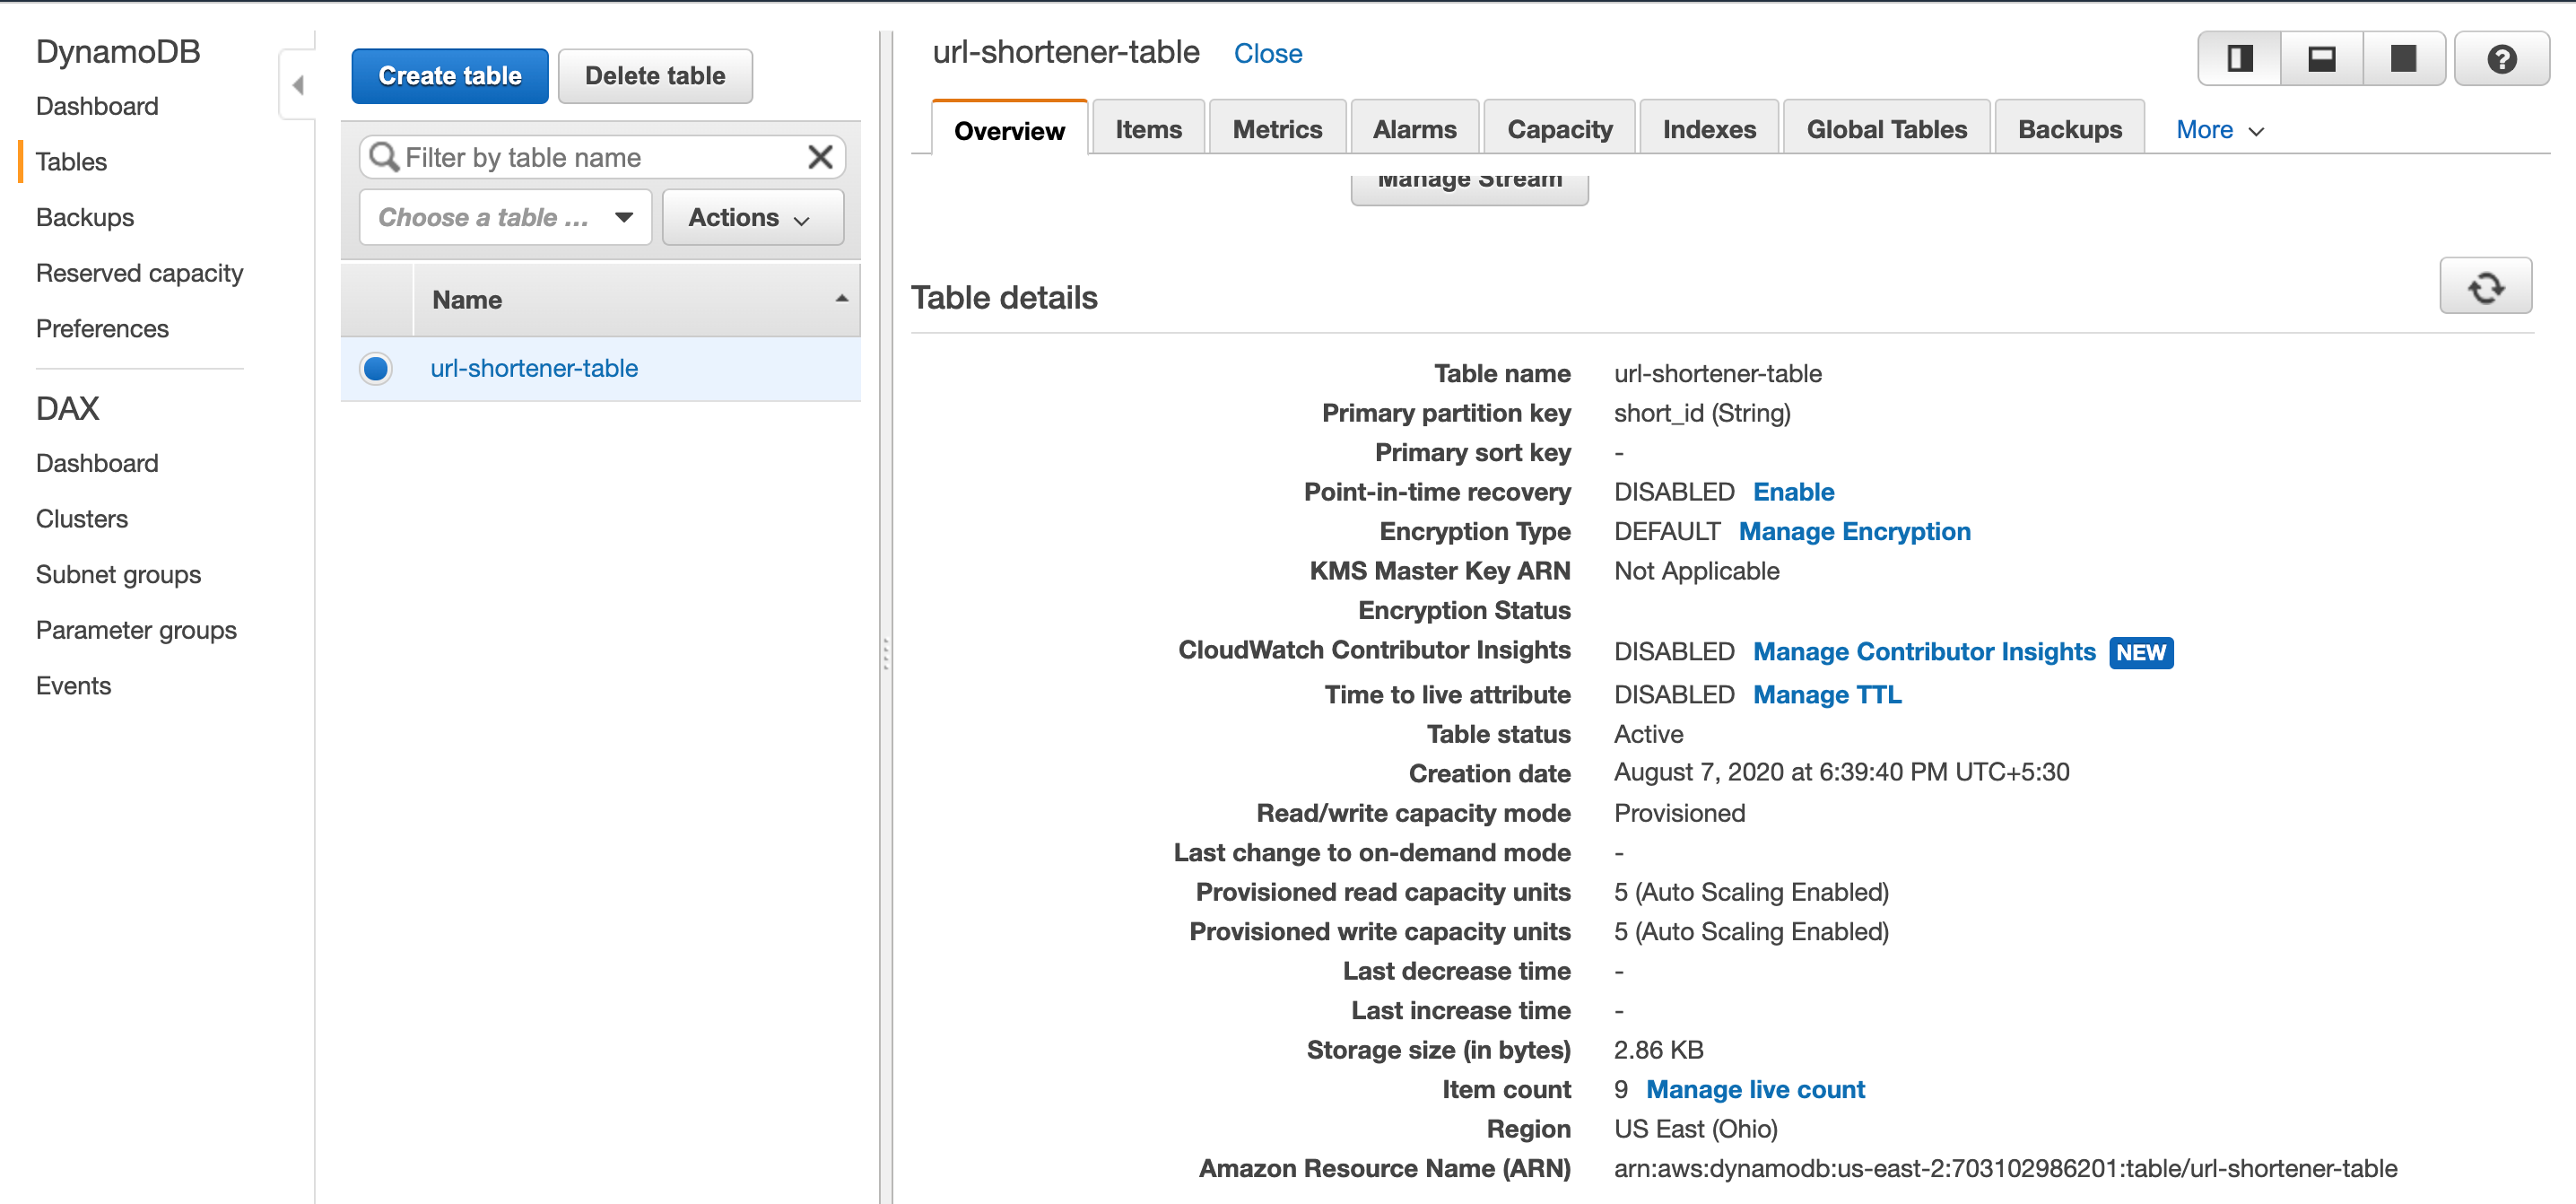 DynamoDB
Dashboard
Tables
Backups
Reserved capacity
Preferences
DAX
Dashboard
Clusters
Subnet groups
Parameter groups
Events
Create table
Delete table
Filter by table name
Choose a table ...
Actions
Name
url-shortener-table
url-shortener-table Close
Overview Items Metrics Alarms Capacity Indexes Global Tables Backups More
Manage Stream
Table details
Table name url-shortener-table
Primary partition key short_id (String)
Primary sort key -
Point-in-time recovery DISABLED Enable
Encryption Type DEFAULT Manage Encryption
KMS Master Key ARN Not Applicable
Encryption Status
CloudWatch Contributor Insights DISABLED Manage Contributor Insights NEW
Time to live attribute DISABLED Manage TTL
Table status Active
Creation date August 7, 2020 at 6:39:40 PM UTC+5:30
Read/write capacity mode Provisioned
Last change to on-demand mode -
Provisioned read capacity units 5 (Auto Scaling Enabled)
Provisioned write capacity units 5 (Auto Scaling Enabled)
Last decrease time -
Last increase time -
Storage size (in bytes) 2.86 KB
Item count 9 Manage live count
Region US East (Ohio)
Amazon Resource Name (ARN) arn:aws:dynamodb:us-east-2:703102986201:table/url-shortener-table